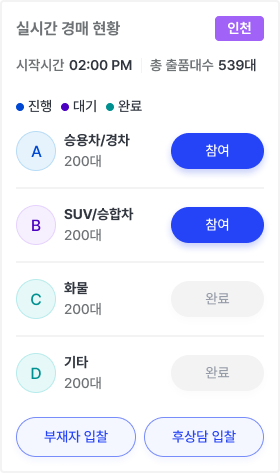 실시간 경매 현황 인천
시작시간 02:00 PM 총 출품대수 539대
진행 대기 완료
A 승용차/경차 참여
200대
B SUV/승합차 참여
200대
C 화물 완료
200대
D 기타 완료
200대
부재자 입찰 후상담 입찰